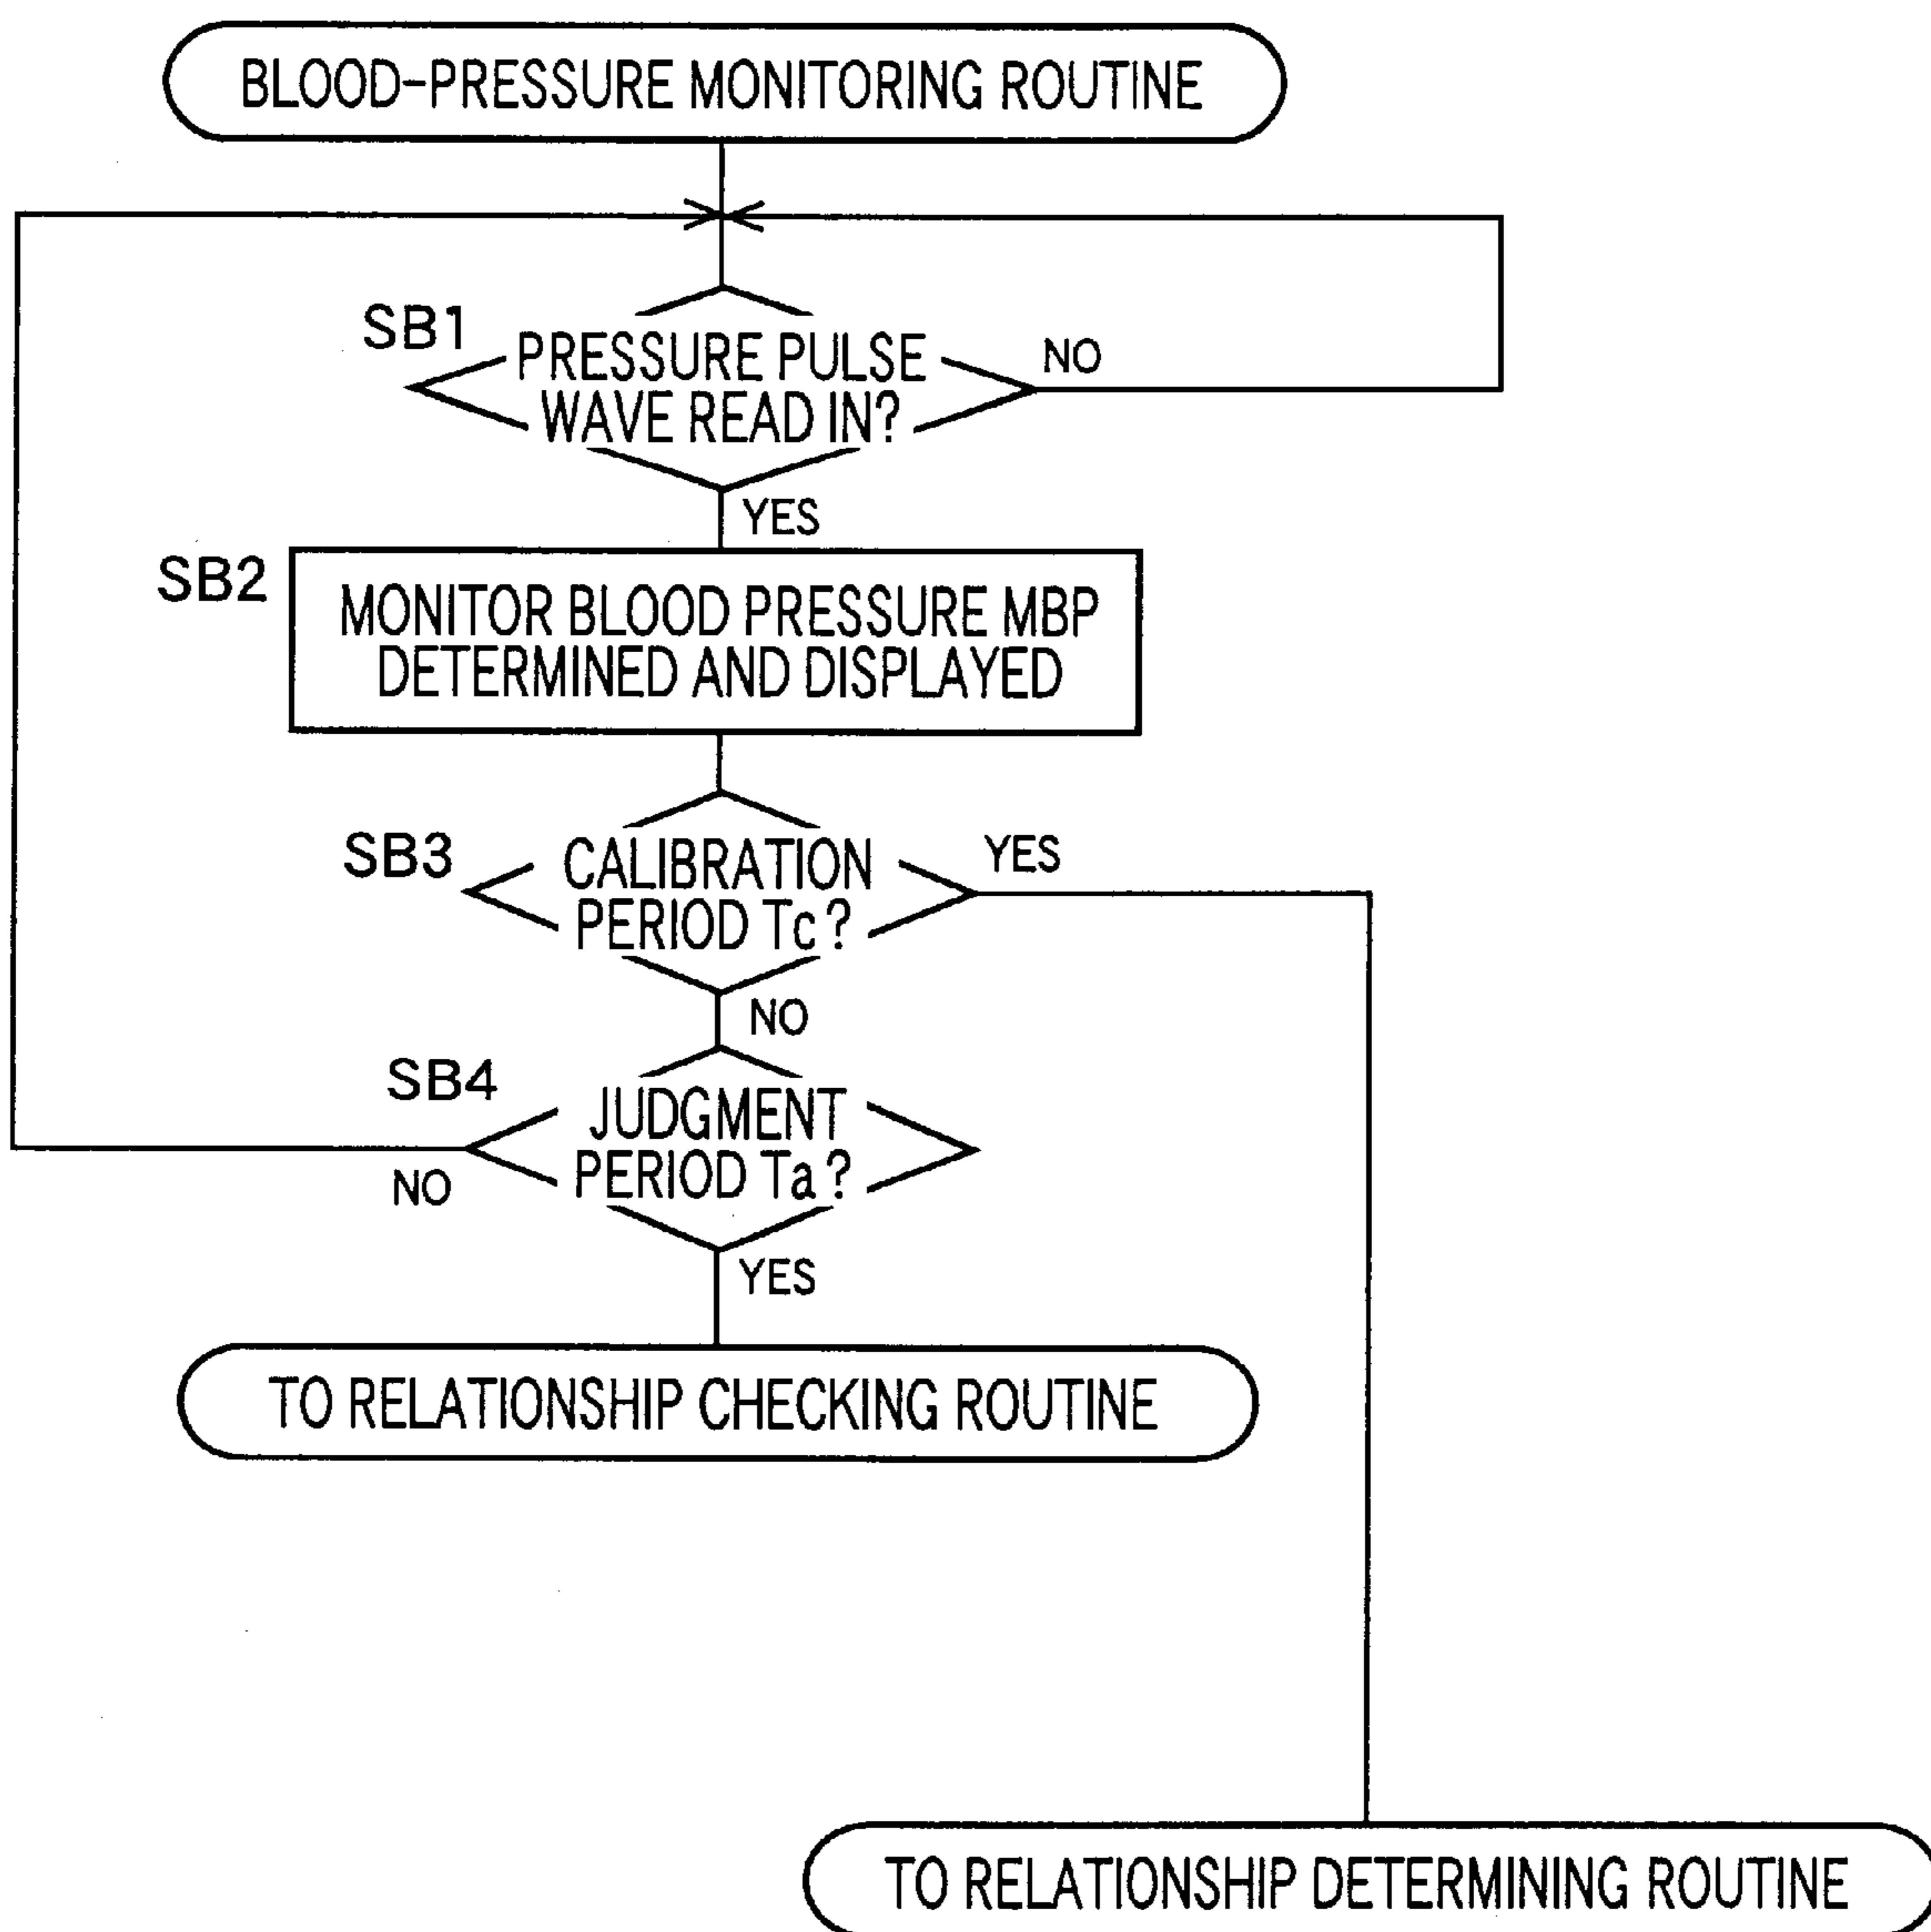 BLOOD-PRESSURE MONITORING ROUTINE
SB1
PRESSURE PULSE
WAVE READ IN?
NO
YES
SB2
MONITOR BLOOD PRESSURE MBP
DETERMINED AND DISPLAYED
SB3
CALIBRATION
PERIOD Tc?
YES
NO
SB4
JUDGMENT
PERIOD Ta?
NO
YES
TO RELATIONSHIP CHECKING ROUTINE
TO RELATIONSHIP DETERMINING ROUTINE